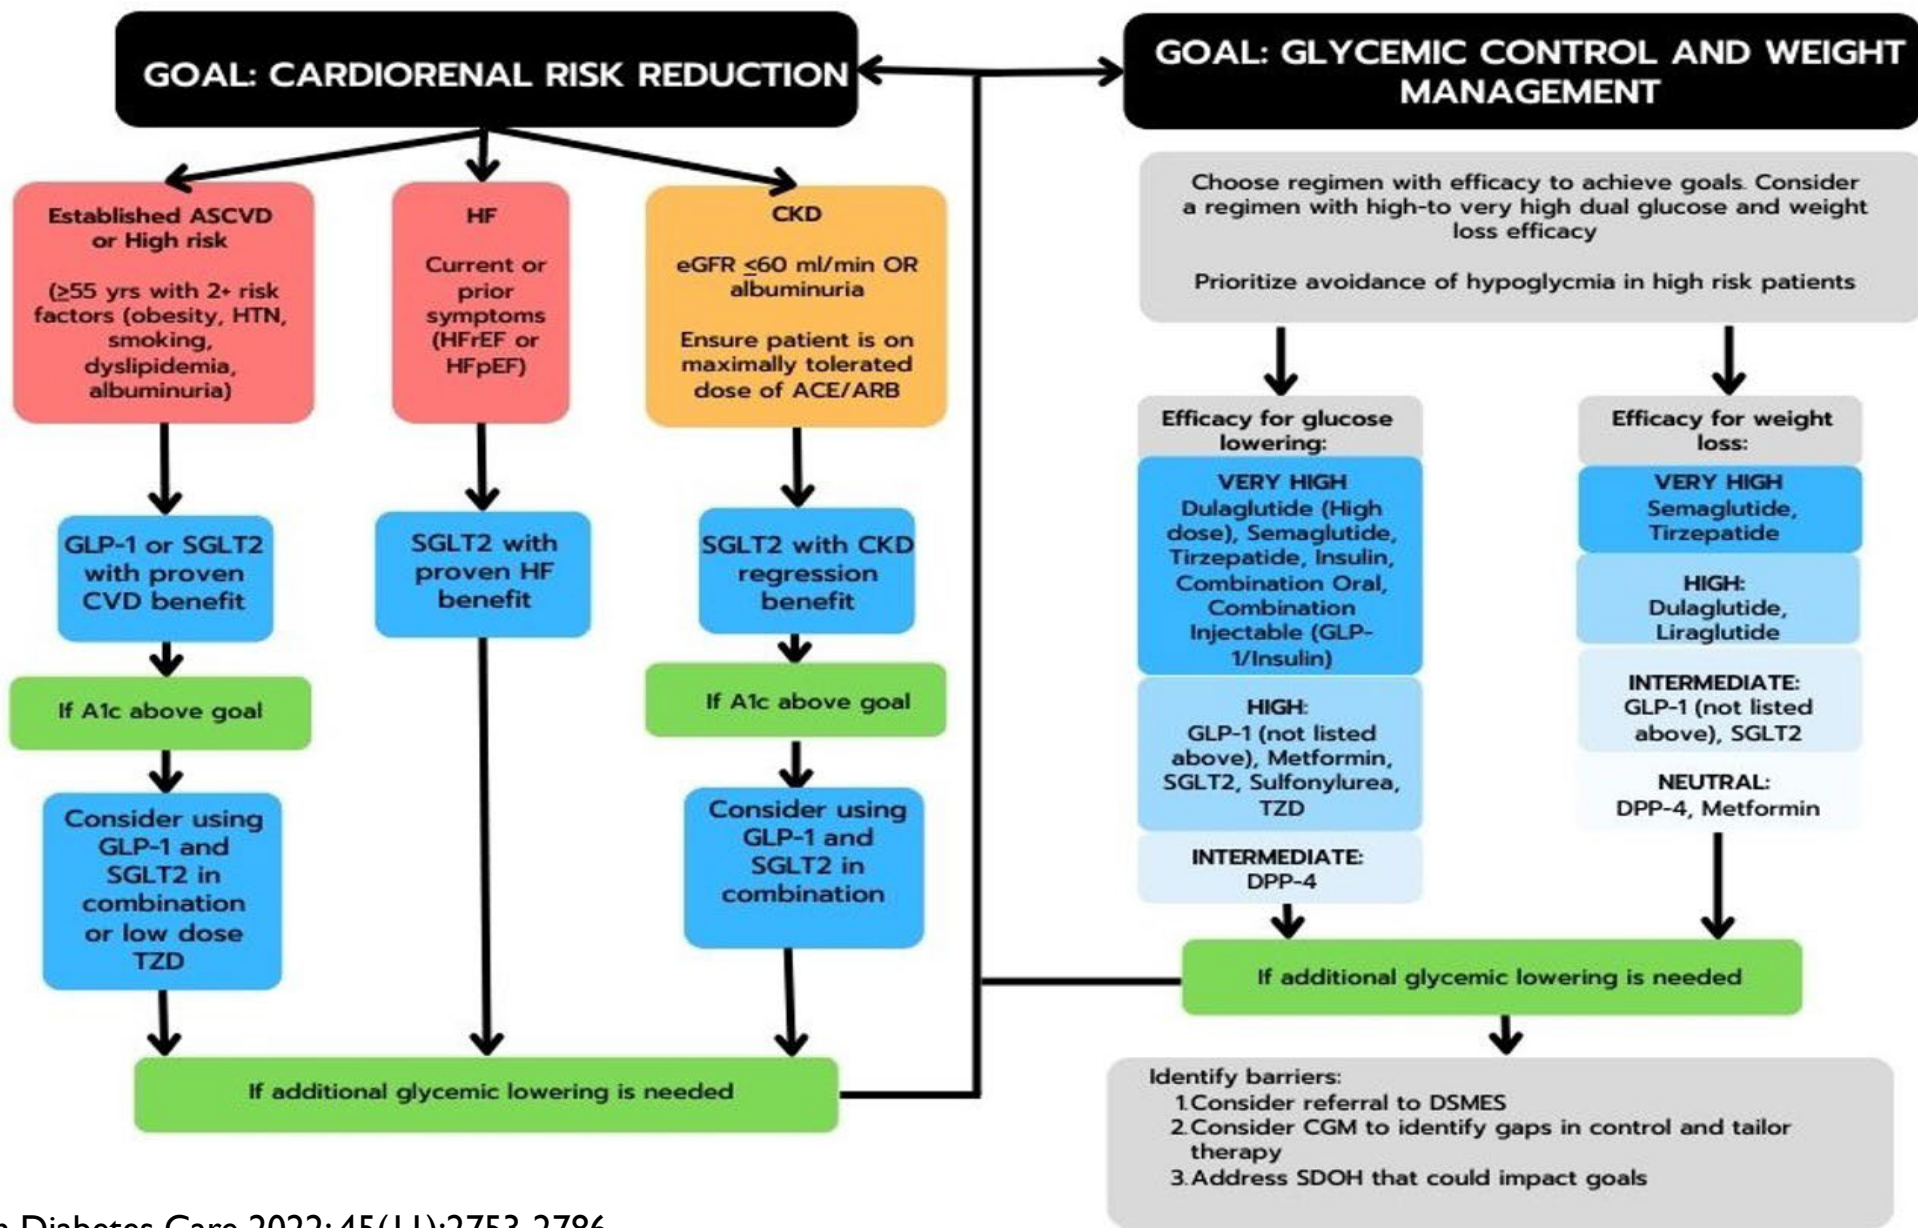 GOAL: CARDIORENAL RISK REDUCTION
Established ASCVD
or High risk
(≥55 yrs with 2+ risk
factors (obesity, HTN,
smoking,
dyslipidemia,
albuminuria)
HF
Current or
prior
symptoms
(HFrEF or
HFpEF)
CKD
eGFR ≤60 ml/min OR
albuminuria
Ensure patient is on
maximally tolerated
dose of ACE/ARB
GLP-1 or SGLT2
with proven
CVD benefit
SGLT2 with
proven HF
benefit
SGLT2 with CKD
regression
benefit
If A1c above goal
If A1c above goal
Consider using
GLP-1 and
SGLT2 in
combination
or low dose
TZD
Consider using
GLP-1 and
SGLT2 in
combination
If additional glycemic lowering is needed
GOAL: GLYCEMIC CONTROL AND WEIGHT
MANAGEMENT
Choose regimen with efficacy to achieve goals. Consider
a regimen with high-to very high dual glucose and weight
loss efficacy
Prioritize avoidance of hypoglycmia in high risk patients
Efficacy for glucose
lowering:
VERY HIGH
Dulaglutide (High
dose), Semaglutide,
Tirzepatide, Insulin,
Combination Oral,
Combination
Injectable (GLP-
1/Insulin)
HIGH:
GLP-1 (not listed
above), Metformin,
SGLT2, Sulfonylurea,
TZD
INTERMEDIATE:
DPP-4
Efficacy for weight
loss:
VERY HIGH
Semaglutide,
Tirzepatide
HIGH:
Dulaglutide,
Liraglutide
INTERMEDIATE:
GLP-1 (not listed
above), SGLT2
NEUTRAL:
DPP-4, Metformin
If additional glycemic lowering is needed
Identify barriers:
1.Consider referral to DSMES
2.Consider CGM to identify gaps in control and tailor
therapy
3.Address SDOH that could impact goals
Diabetes Care 2022; 45(11):2753-2786